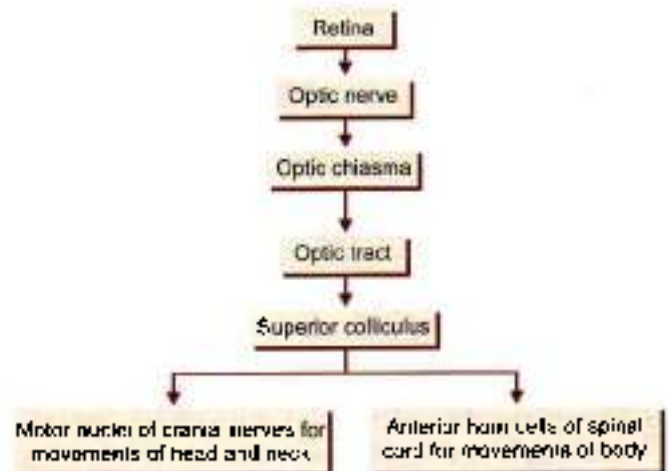 Retina
Optic nerve
Optic chiasma
Optic tract
Superior colliculus
Motor nuclei of cranial nerves for
movements of head and neck
Anterior horn cells of spinal
cord for movements of body